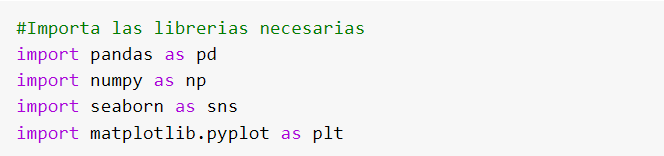 #Importa las librerias necesarias
import pandas as pd
import numpy as np
import seaborn as sns
import matplotlib.pyplot as plt